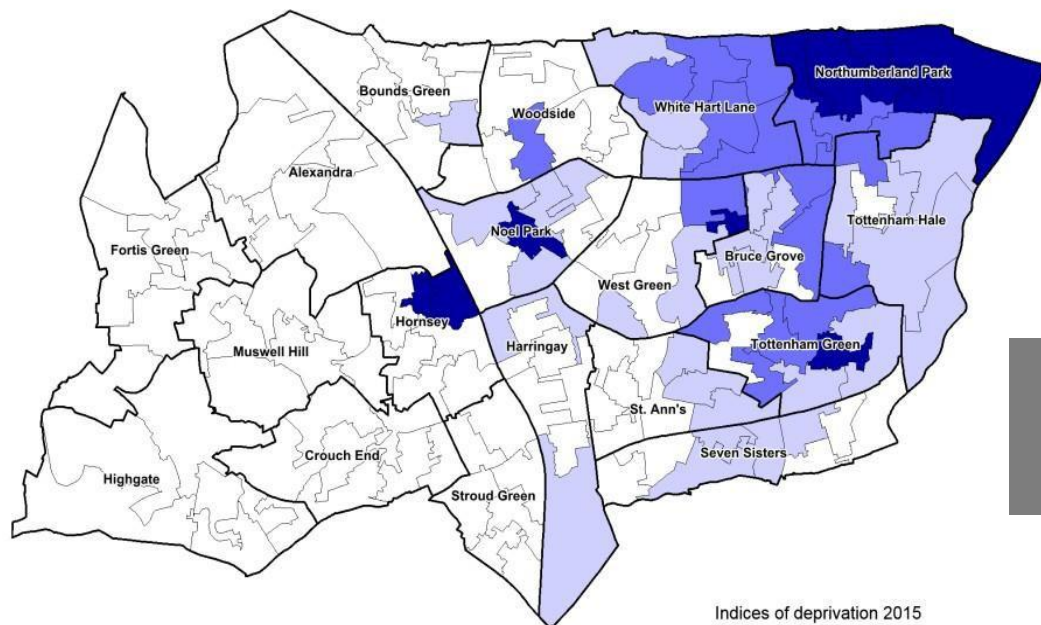 Northumberland Park
Bounds Green
White Hart Lane
Woodside
Alexandra
Tottenham Hale
Noel Park
Fortis Green
Bruce Grove
West Green
Hornsey
Harringay
Tottenham Green
Muswell Hill
St. Ann's
Seven Sisters
Crouch End
Highgate
Stroud Green
Indices of deprivation 2015